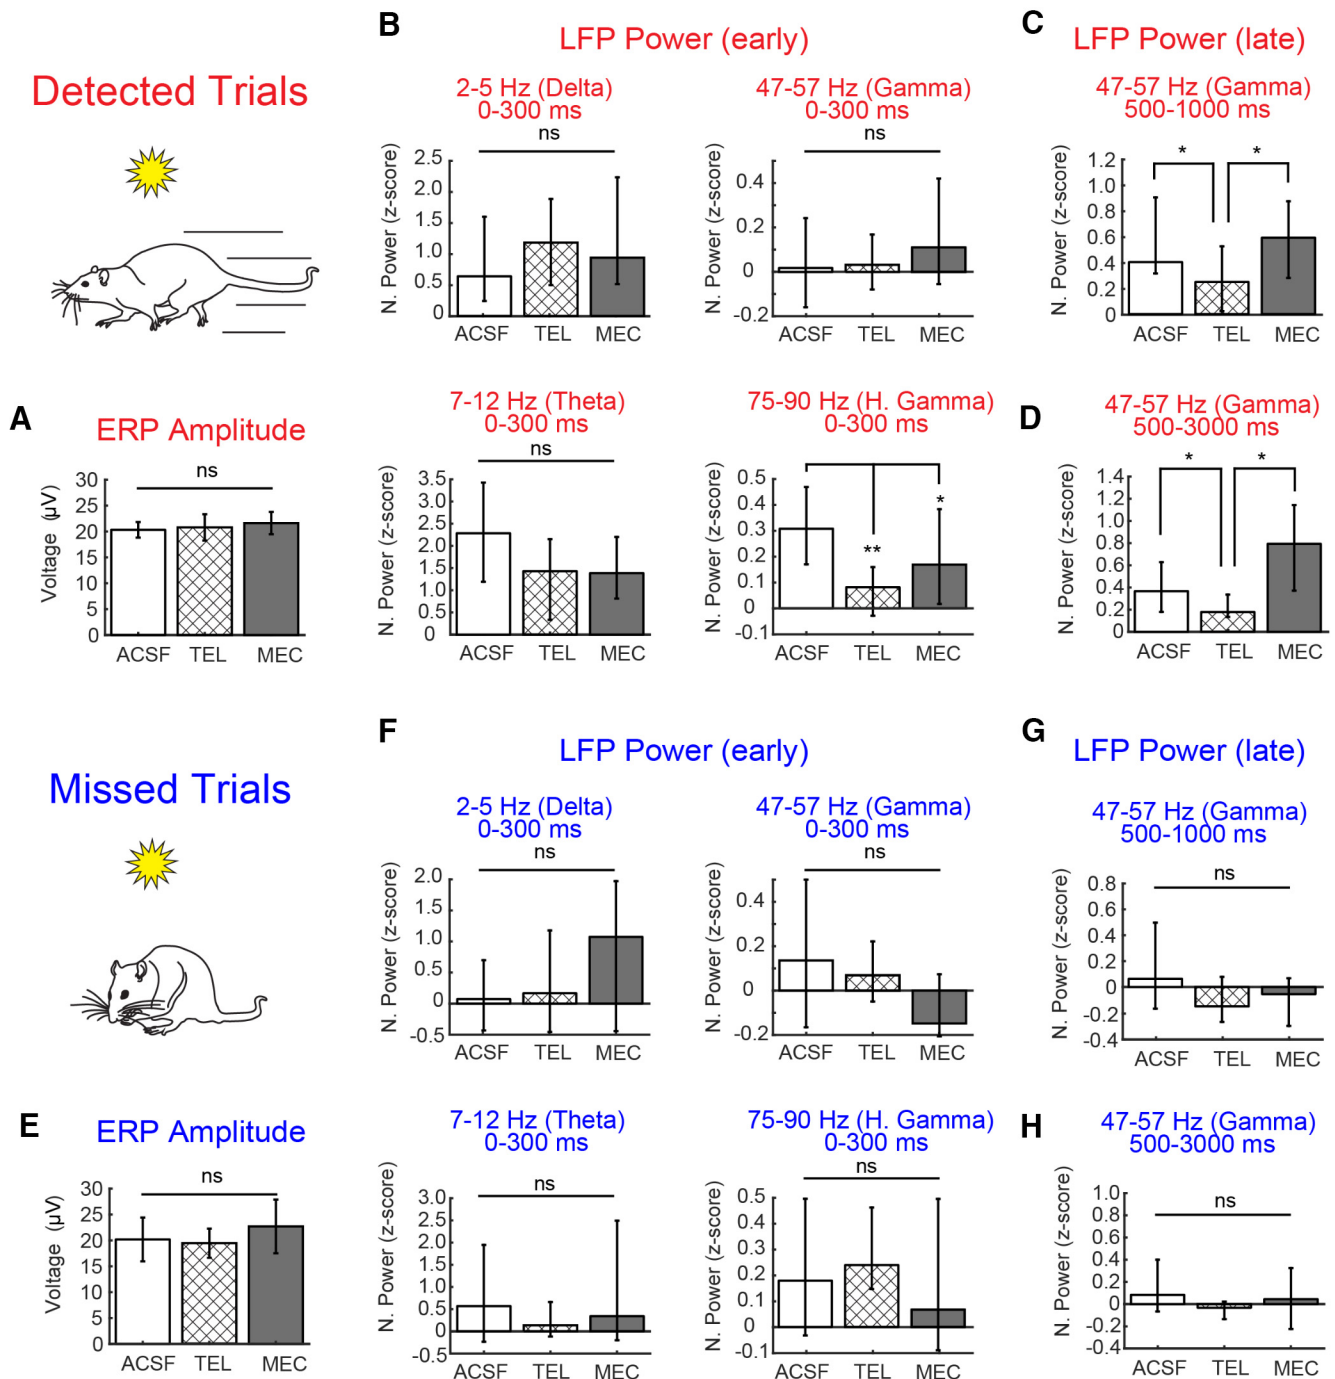 B
LFP Power (early)
C
LFP Power (late)
Detected Trials
2-5 Hz (Delta)
0-300 ms
ns
N. Power (z-score)
2.5
2.0
1.5
1.0
0.5
0
ACSF TEL MEC
47-57 Hz (Gamma)
0-300 ms
ns
N. Power (z-score)
0.4
0.2
0
-0.2
ACSF TEL MEC
47-57 Hz (Gamma)
500-1000 ms
* *
N. Power (z-score)
1.2
1.0
0.8
0.6
0.4
0.2
0
ACSF TEL MEC
A
ERP Amplitude
ns
Voltage (µV)
30
25
20
15
10
5
0
ACSF TEL MEC
7-12 Hz (Theta)
0-300 ms
ns
N. Power (z-score)
3.5
3.0
2.5
2.0
1.5
1.0
0.5
0
ACSF TEL MEC
75-90 Hz (H. Gamma)
0-300 ms
**
*
N. Power (z-score)
0.5
0.4
0.3
0.2
0.1
0
-0.1
ACSF TEL MEC
D
47-57 Hz (Gamma)
500-3000 ms
* *
N. Power (z-score)
1.4
1.2
1.0
0.8
0.6
0.4
0.2
0
ACSF TEL MEC
F
LFP Power (early)
G
LFP Power (late)
Missed Trials
2-5 Hz (Delta)
0-300 ms
ns
N. Power (z-score)
2.0
1.5
1.0
0.5
0
-0.5
ACSF TEL MEC
47-57 Hz (Gamma)
0-300 ms
ns
N. Power (z-score)
0.4
0.2
0
-0.2
ACSF TEL MEC
47-57 Hz (Gamma)
500-1000 ms
ns
N. Power (z-score)
0.8
0.6
0.4
0.2
0
-0.2
-0.4
ACSF TEL MEC
E
ERP Amplitude
ns
Voltage (µV)
30
25
20
15
10
5
0
ACSF TEL MEC
7-12 Hz (Theta)
0-300 ms
ns
N. Power (z-score)
3.0
2.5
2.0
1.5
1.0
0.5
0
-0.5
ACSF TEL MEC
75-90 Hz (H. Gamma)
0-300 ms
ns
N. Power (z-score)
0.5
0.4
0.3
0.2
0.1
0
-0.1
ACSF TEL MEC
H
47-57 Hz (Gamma)
500-3000 ms
ns
N. Power (z-score)
1.0
0.8
0.6
0.4
0.2
0
-0.2
-0.4
ACSF TEL MEC